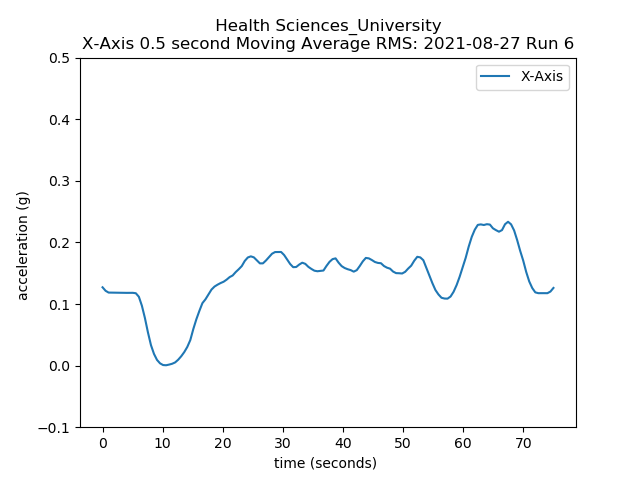 Health Sciences_University
X-Axis 0.5 second Moving Average RMS: 2021-08-27 Run 6
X-Axis
acceleration (g)
0.5
0.4
0.3
0.2
0.1
0.0
−0.1
0 10 20 30 40 50 60 70
time (seconds)